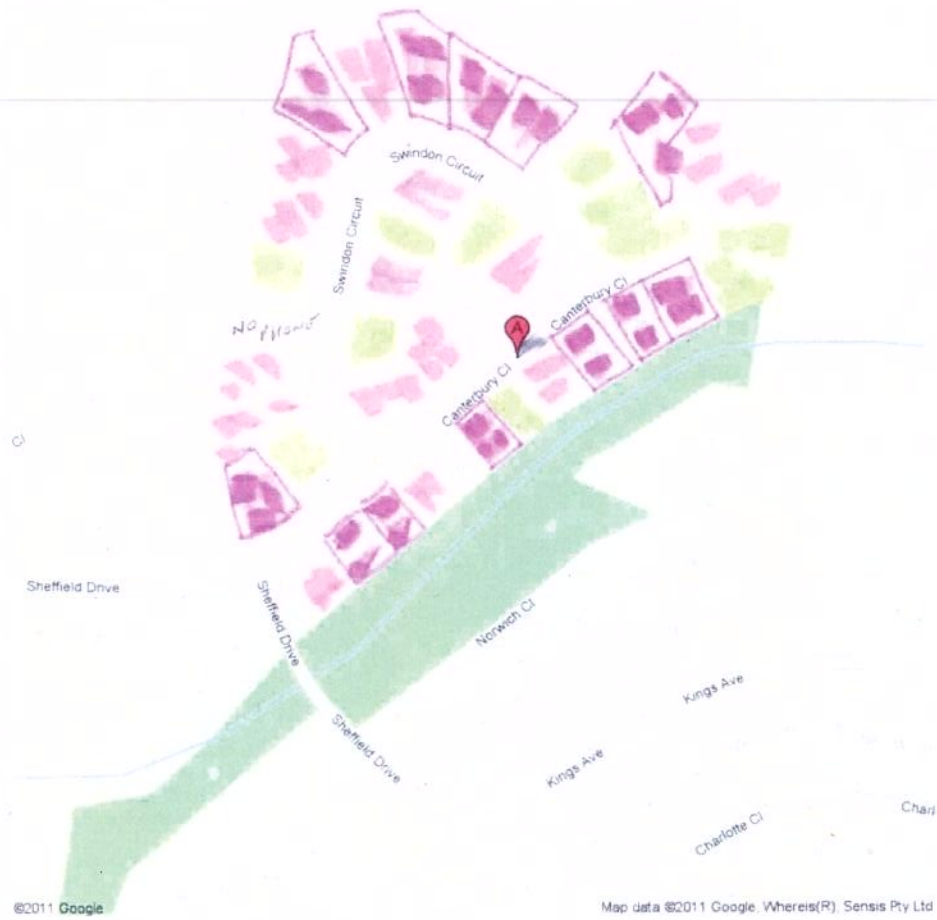 Swindon Circuit
Swindon Circuit
Canterbury Cl
A
Canterbury Cl
Cl
Sheffield Drive
Sheffield Drive
Norwich Cl
Kings Ave
Sheffield Drive
Kings Ave
Charl
Charlotte Cl
©2011 Google
Map data ©2011 Google, Whereis(R), Sensis Pty Ltd